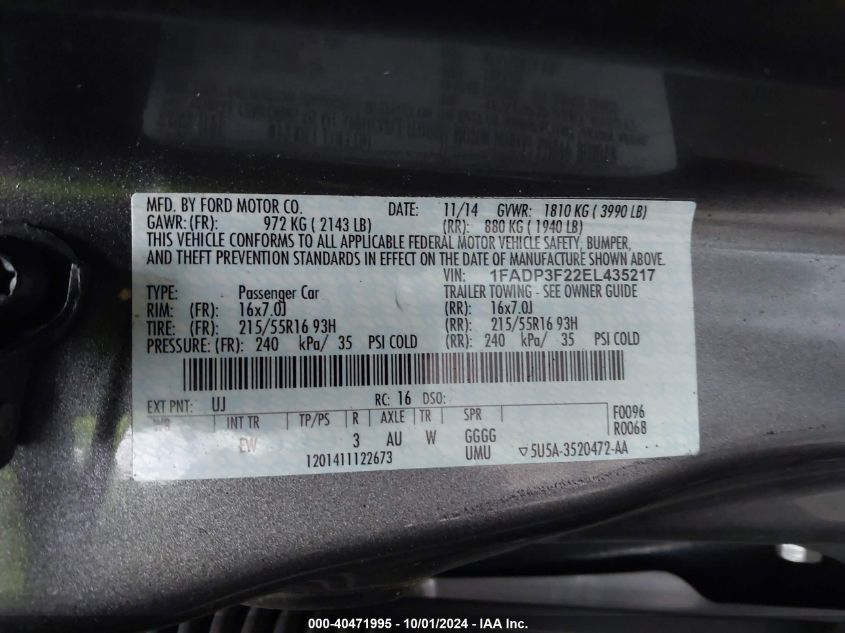 MFD. BY FORD MOTOR CO. DATE: 11/14 GVWR: 1810 KG ( 3990 LB)
GAWR: (FR): 972 KG ( 2143 LB) (RR): 880 KG ( 1940 LB)
THIS VEHICLE CONFORMS TO ALL APPLICABLE FEDERAL MOTOR VEHICLE SAFETY, BUMPER,
AND THEFT PREVENTION STANDARDS IN EFFECT ON THE DATE OF MANUFACTURE SHOWN ABOVE.
VIN: 1FADP3F22EL435217
TYPE: Passenger Car TRAILER TOWING - SEE OWNER GUIDE
RIM: (FR): 16x7.0J (RR): 16x7.0J
TIRE: (FR): 215/55R16 93H (RR): 215/55R16 93H
PRESSURE: (FR): 240 kPa/ 35 PSI COLD (RR): 240 kPa/ 35 PSI COLD
EXT PNT: UJ RC: 16 DSO:
WB INT TR TP/PS R AXLE TR SPR F0096
EW 3 AU W GGGG R0068
1201411122673 UMU ▽5U5A-3520472-AA
000-40471995 - 10/01/2024 - IAA Inc.